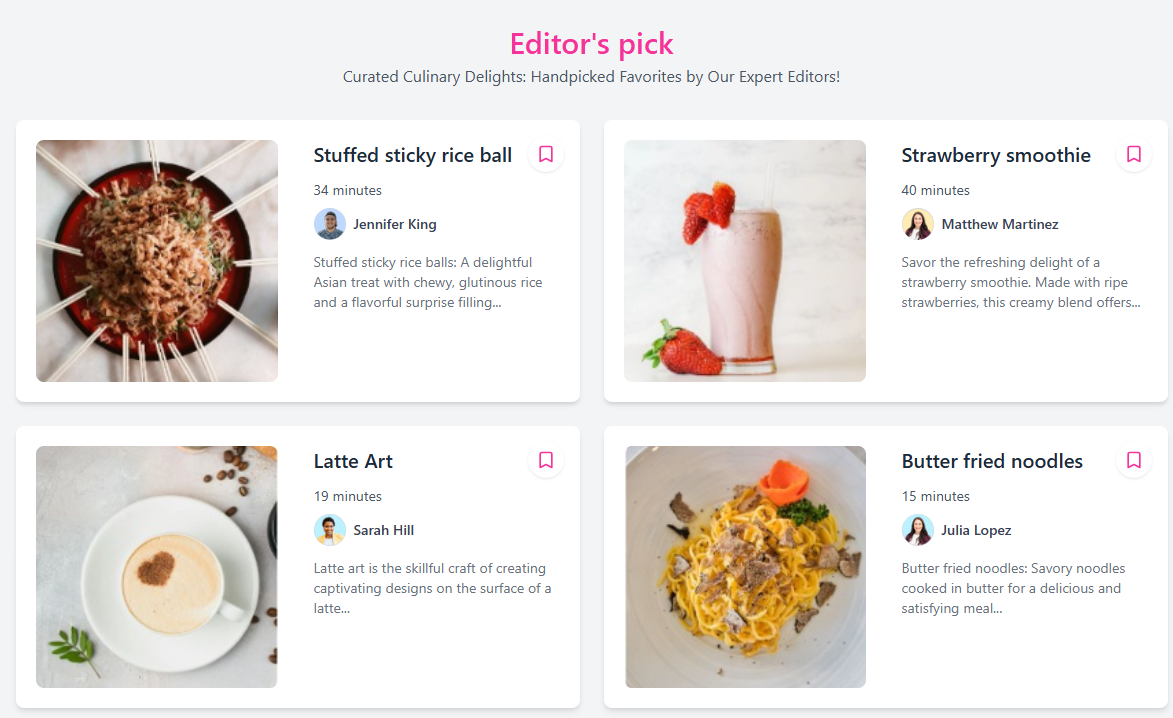 Editor's pick
Curated Culinary Delights: Handpicked Favorites by Our Expert Editors!
Stuffed sticky rice ball
34 minutes
Jennifer King
Stuffed sticky rice balls: A delightful
Asian treat with chewy, glutinous rice
and a flavorful surprise filling...
Strawberry smoothie
40 minutes
Matthew Martinez
Savor the refreshing delight of a
strawberry smoothie. Made with ripe
strawberries, this creamy blend offers...
Latte Art
19 minutes
Sarah Hill
Latte art is the skillful craft of creating
captivating designs on the surface of a
latte...
Butter fried noodles
15 minutes
Julia Lopez
Butter fried noodles: Savory noodles
cooked in butter for a delicious and
satisfying meal...